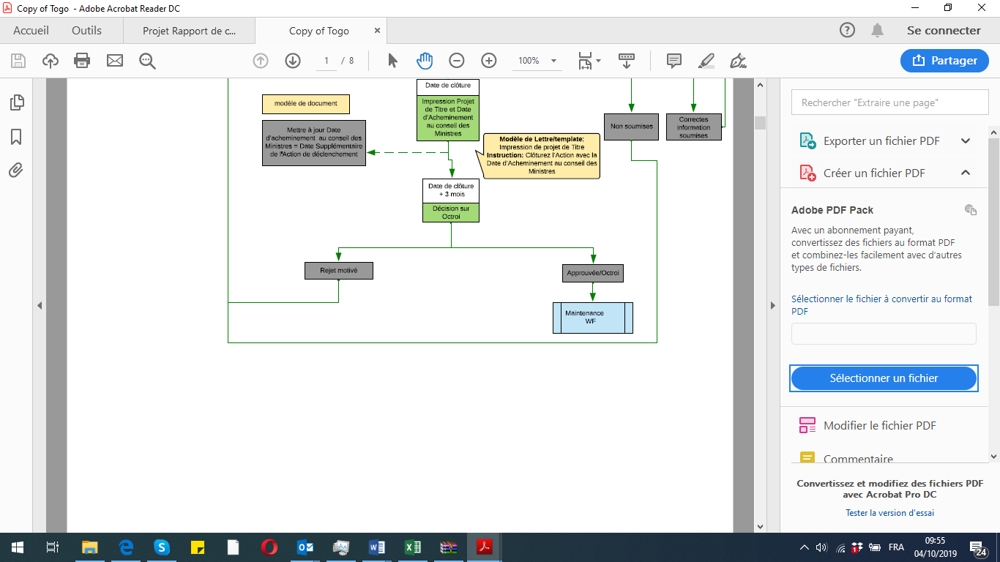 Copy of Togo - Adobe Acrobat Reader DC
Accueil
Outils
Projet Rapport de c...
Copy of Togo
Se connecter
1 / 8
100%
Partager
Date de clôture
Impression Projet
de Titre et Date
d'Acheminement
au conseil des
Ministres
modèle de document
Mettre à jour Date
d'acheminement au conseil des
Ministres = Date Supplémentaire
de l'Action de déclenchement
Modèle de Lettre/template:
Impression de projet de Titre
Instruction: Clôturez l'Action avec la
Date d'Acheminement au conseil des
Ministres
Non soumises
Correctes
information
soumises
Date de clôture
+ 3 mois
Décision sur
Octroi
Rejet motivé
Approuvée/Octroi
Maintenance
WF
Rechercher "Extraire une page"
Exporter un fichier PDF
Créer un fichier PDF
Adobe PDF Pack
Avec un abonnement payant,
convertissez des fichiers au format PDF
et combinez-les facilement avec d'autres
types de fichiers.
Sélectionner le fichier à convertir au format
PDF
Sélectionner un fichier
Modifier le fichier PDF
Commentaire
Convertissez et modifiez des fichiers PDF
avec Acrobat Pro DC
Tester la version d'essai
FRA
09:55
04/10/2019
24